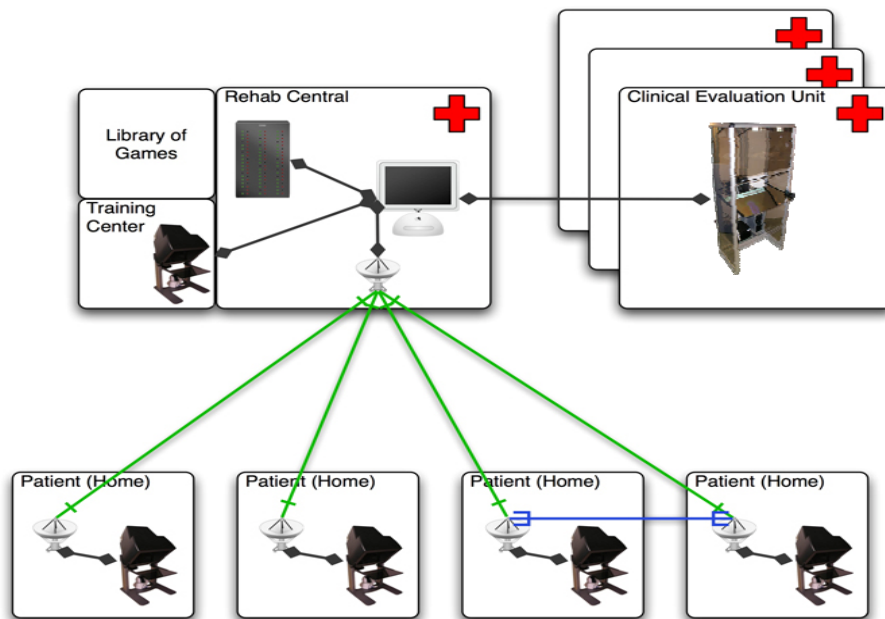 Rehab Central
Clinical Evaluation Unit
Library of
Games
Training
Center
Patient (Home)
Patient (Home)
Patient (Home)
Patient (Home)